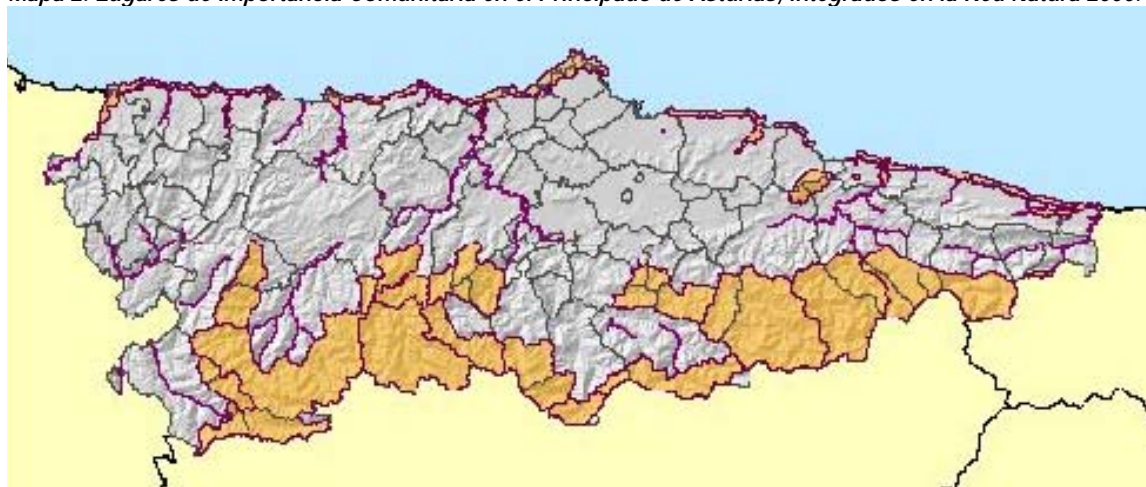 Mapa 2. Lugares de Importancia Comunitaria en el Principado de Asturias, integrados en la Red Natura 2000.